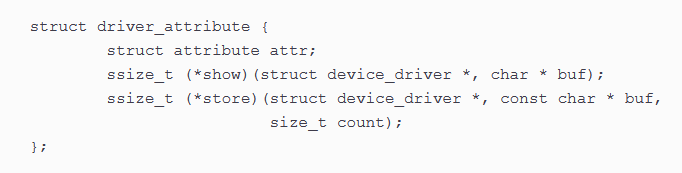 struct driver_attribute {
        struct attribute attr;
        ssize_t (*show)(struct device_driver *, char * buf);
        ssize_t (*store)(struct device_driver *, const char * buf,
                         size_t count);
};